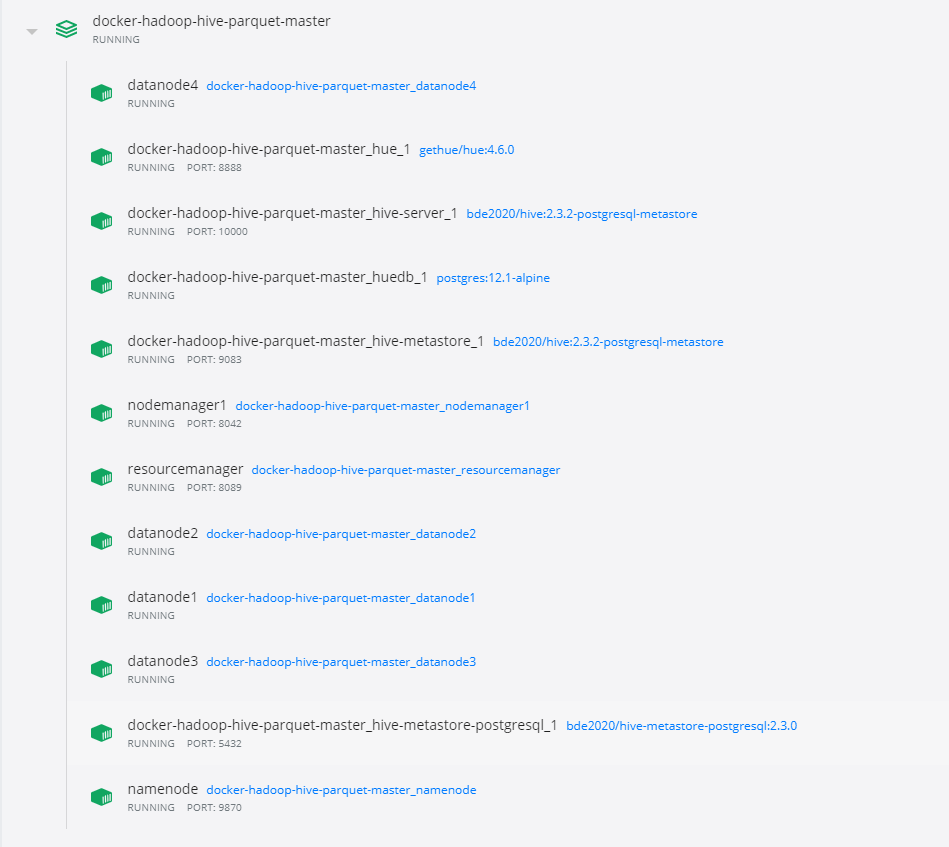 docker-hadoop-hive-parquet-master
RUNNING
datanode4 docker-hadoop-hive-parquet-master_datanode4
RUNNING
docker-hadoop-hive-parquet-master_hue_1 gethue/hue:4.6.0
RUNNING PORT: 8888
docker-hadoop-hive-parquet-master_hive-server_1 bde2020/hive:2.3.2-postgresql-metastore
RUNNING PORT: 10000
docker-hadoop-hive-parquet-master_huedb_1 postgres:12.1-alpine
RUNNING
docker-hadoop-hive-parquet-master_hive-metastore_1 bde2020/hive:2.3.2-postgresql-metastore
RUNNING PORT: 9083
nodemanager1 docker-hadoop-hive-parquet-master_nodemanager1
RUNNING PORT: 8042
resourcemanager docker-hadoop-hive-parquet-master_resourcemanager
RUNNING PORT: 8089
datanode2 docker-hadoop-hive-parquet-master_datanode2
RUNNING
datanode1 docker-hadoop-hive-parquet-master_datanode1
RUNNING
datanode3 docker-hadoop-hive-parquet-master_datanode3
RUNNING
docker-hadoop-hive-parquet-master_hive-metastore-postgresql_1 bde2020/hive-metastore-postgresql:2.3.0
RUNNING PORT: 5432
namenode docker-hadoop-hive-parquet-master_namenode
RUNNING PORT: 9870